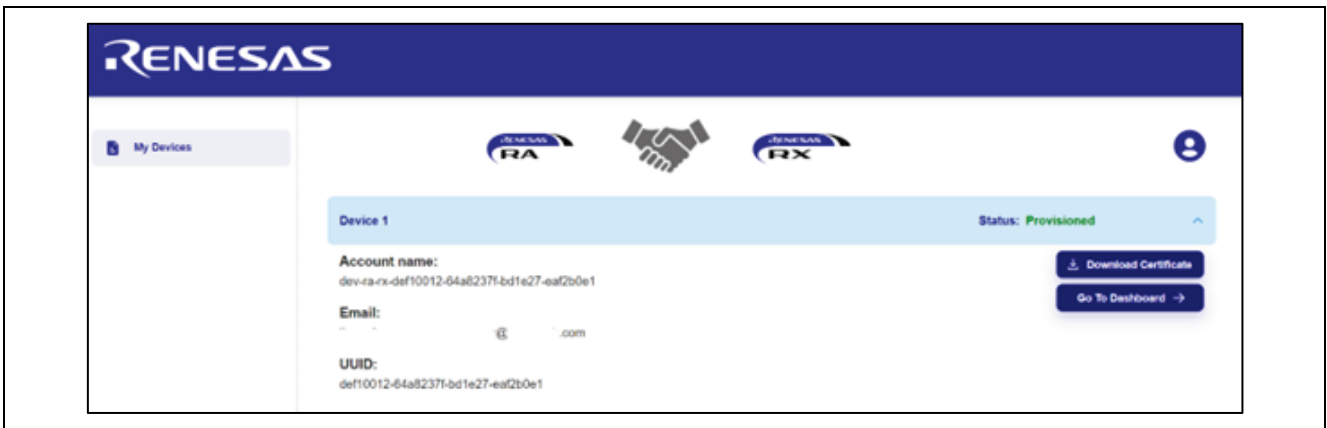 RENESAS
My Devices
RENESAS
RA
RENESAS
RX
Device 1
Status: Provisioned
Account name:
dev-ra-rx-def10012-64a8237f-bd1e27-eaf2b0e1
Email:
@ .com
UUID:
def10012-64a8237f-bd1e27-eaf2b0e1
Download Certificate
Go To Dashboard →